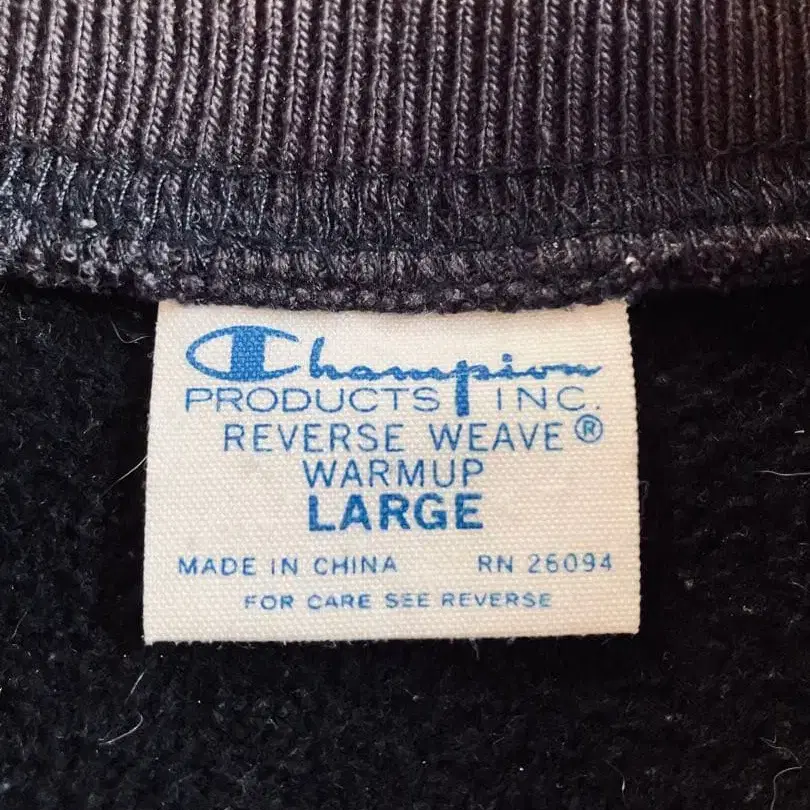 Champion
PRODUCTS INC.
REVERSE WEAVE®
WARMUP
LARGE
MADE IN CHINA RN 26094
FOR CARE SEE REVERSE